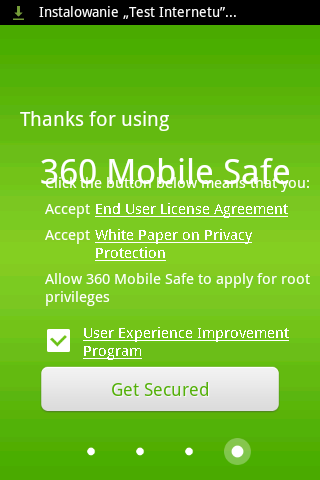 Instalowanie „Test Internetu”...
Thanks for using
360 Mobile Safe
Click the button below means that you:
Accept End User License Agreement
Accept White Paper on Privacy
Protection
Allow 360 Mobile Safe to apply for root
privileges
User Experience Improvement
Program
Get Secured